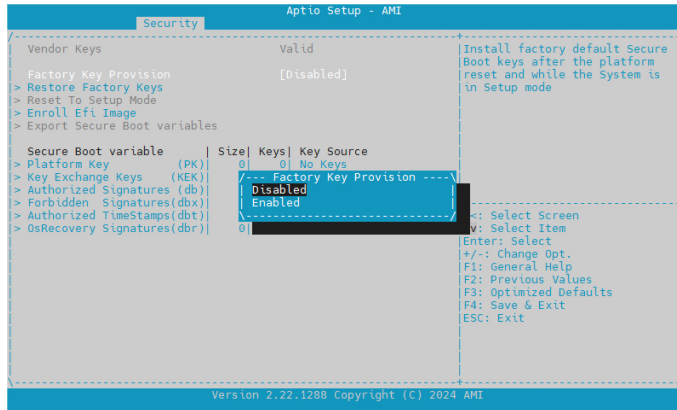 Aptio Setup - AMI
Security
Vendor Keys Valid
Factory Key Provision [Disabled]
> Restore Factory Keys
> Reset To Setup Mode
> Enroll Efi Image
> Export Secure Boot variables
Secure Boot variable | Size| Keys| Key Source
> Platform Key (PK)| 0| 0| No Keys
> Key Exchange Keys (KEK)|
> Authorized Signatures (db)|
> Forbidden Signatures(dbx)|
> Authorized TimeStamps(dbt)|
> OsRecovery Signatures(dbr)| 0|
/--- Factory Key Provision ----\
| Disabled |
| Enabled |
\-----------------------------/
Install factory default Secure
Boot keys after the platform
reset and while the System is
in Setup mode
<: Select Screen
v: Select Item
Enter: Select
+/-: Change Opt.
F1: General Help
F2: Previous Values
F3: Optimized Defaults
F4: Save & Exit
ESC: Exit
Version 2.22.1288 Copyright (C) 2024 AMI